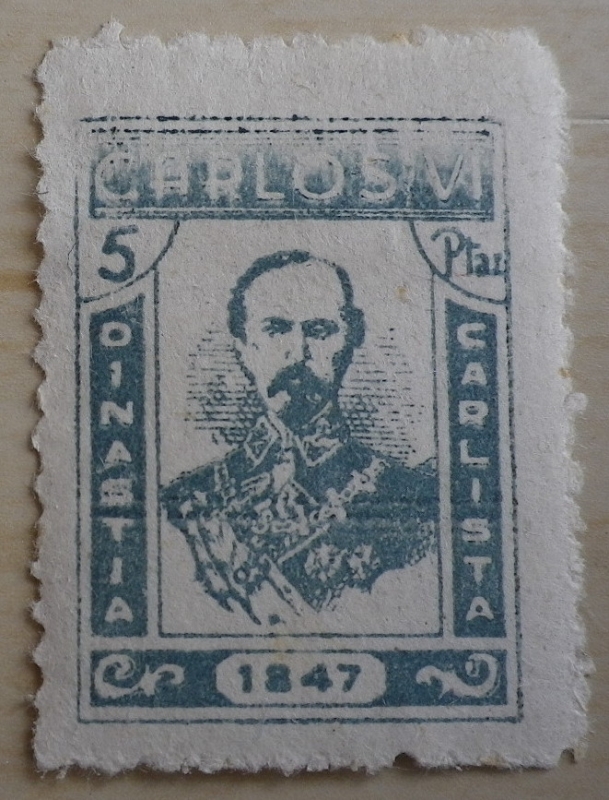 CARLOS VI
5 Ptas
DINASTIA
CARLISTA
1847